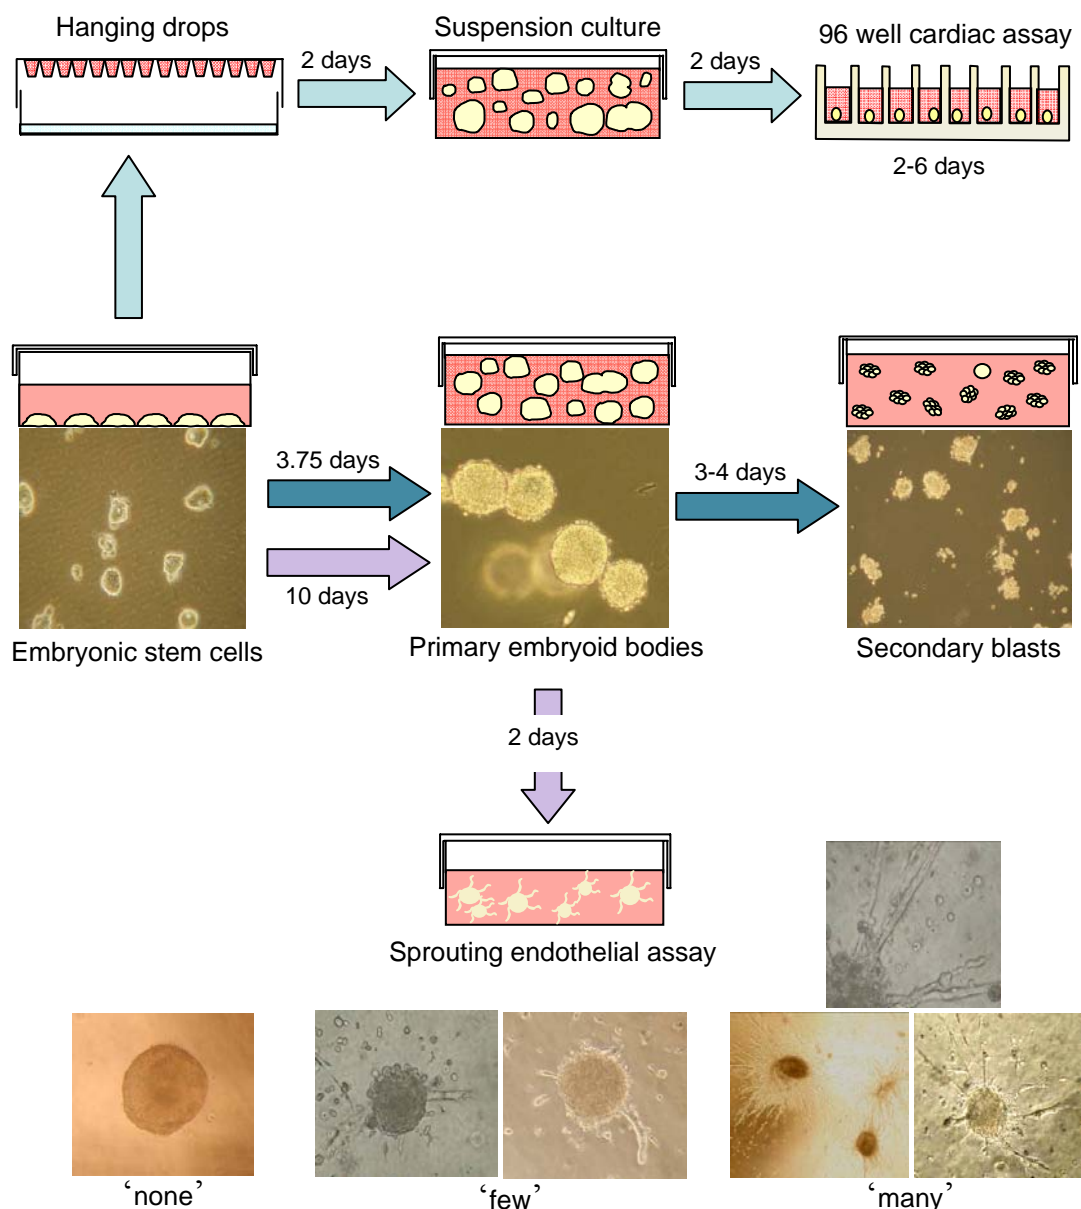 Hanging drops
Suspension culture
96 well cardiac assay
2 days
2 days
2-6 days
3.75 days
3-4 days
10 days
Embryonic stem cells
Primary embryoid bodies
Secondary blasts
2 days
Sprouting endothelial assay
‘none’
‘few’
‘many’